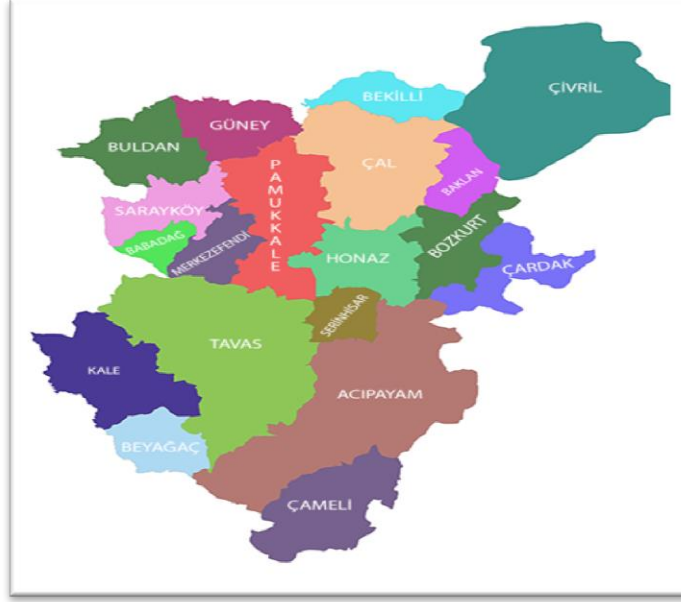 ÇİVRİL
BEKİLLİ
GÜNEY
BULDAN
PAMUKKALE
ÇAL
BAKLAN
SARAYKÖY
BABADAĞ
MERKEZEFENDİ
HONAZ
BOZKURT
ÇARDAK
SERİNHİSAR
TAVAS
KALE
ACIPAYAM
BEYAĞAÇ
ÇAMELİ